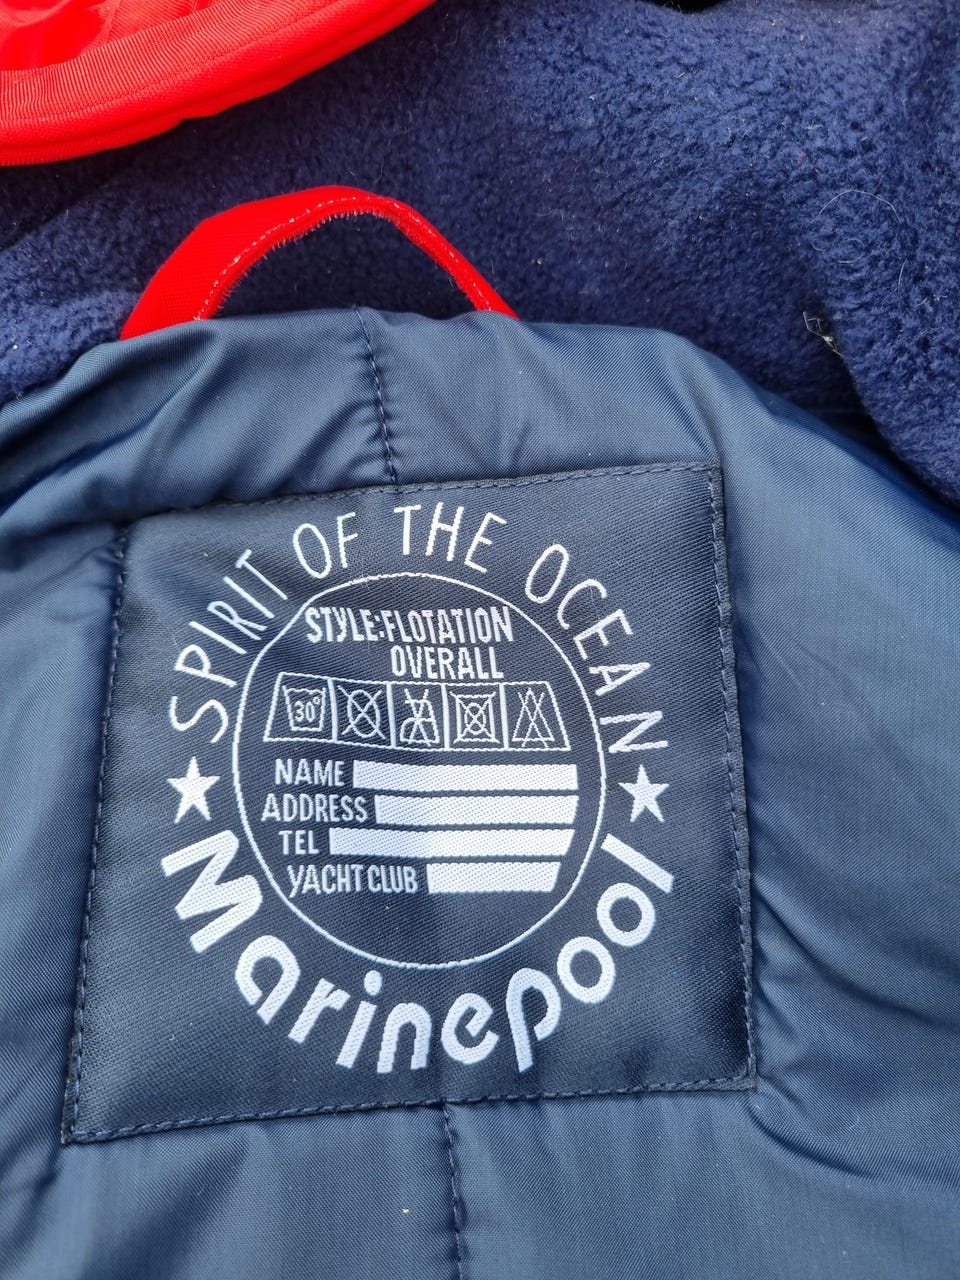 SPIRIT OF THE OCEAN
STYLE:FLOTATION
OVERALL
30°
NAME
ADDRESS
TEL
YACHT CLUB
Marinepool